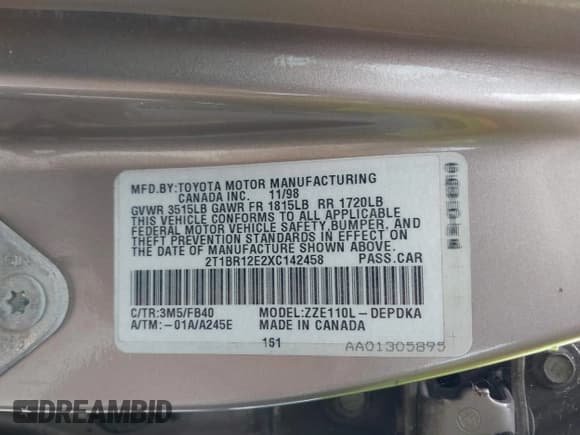 MFD.BY:TOYOTA MOTOR MANUFACTURING
CANADA INC. 11/98
GVWR 3515LB GAWR FR 1815LB RR 1720LB
THIS VEHICLE CONFORMS TO ALL APPLICABLE
FEDERAL MOTOR VEHICLE SAFETY,BUMPER, AND
THEFT PREVENTION STANDARDS IN EFFECT ON
THE DATE OF MANUFACTURE SHOWN ABOVE.
2T1BR12E2XC142458 PASS.CAR
C/TR:3M5/FB40 MODEL:ZZE110L-DEPDKA
A/TM:-01A/A245E MADE IN CANADA
151 AA01305895
DREAMBID